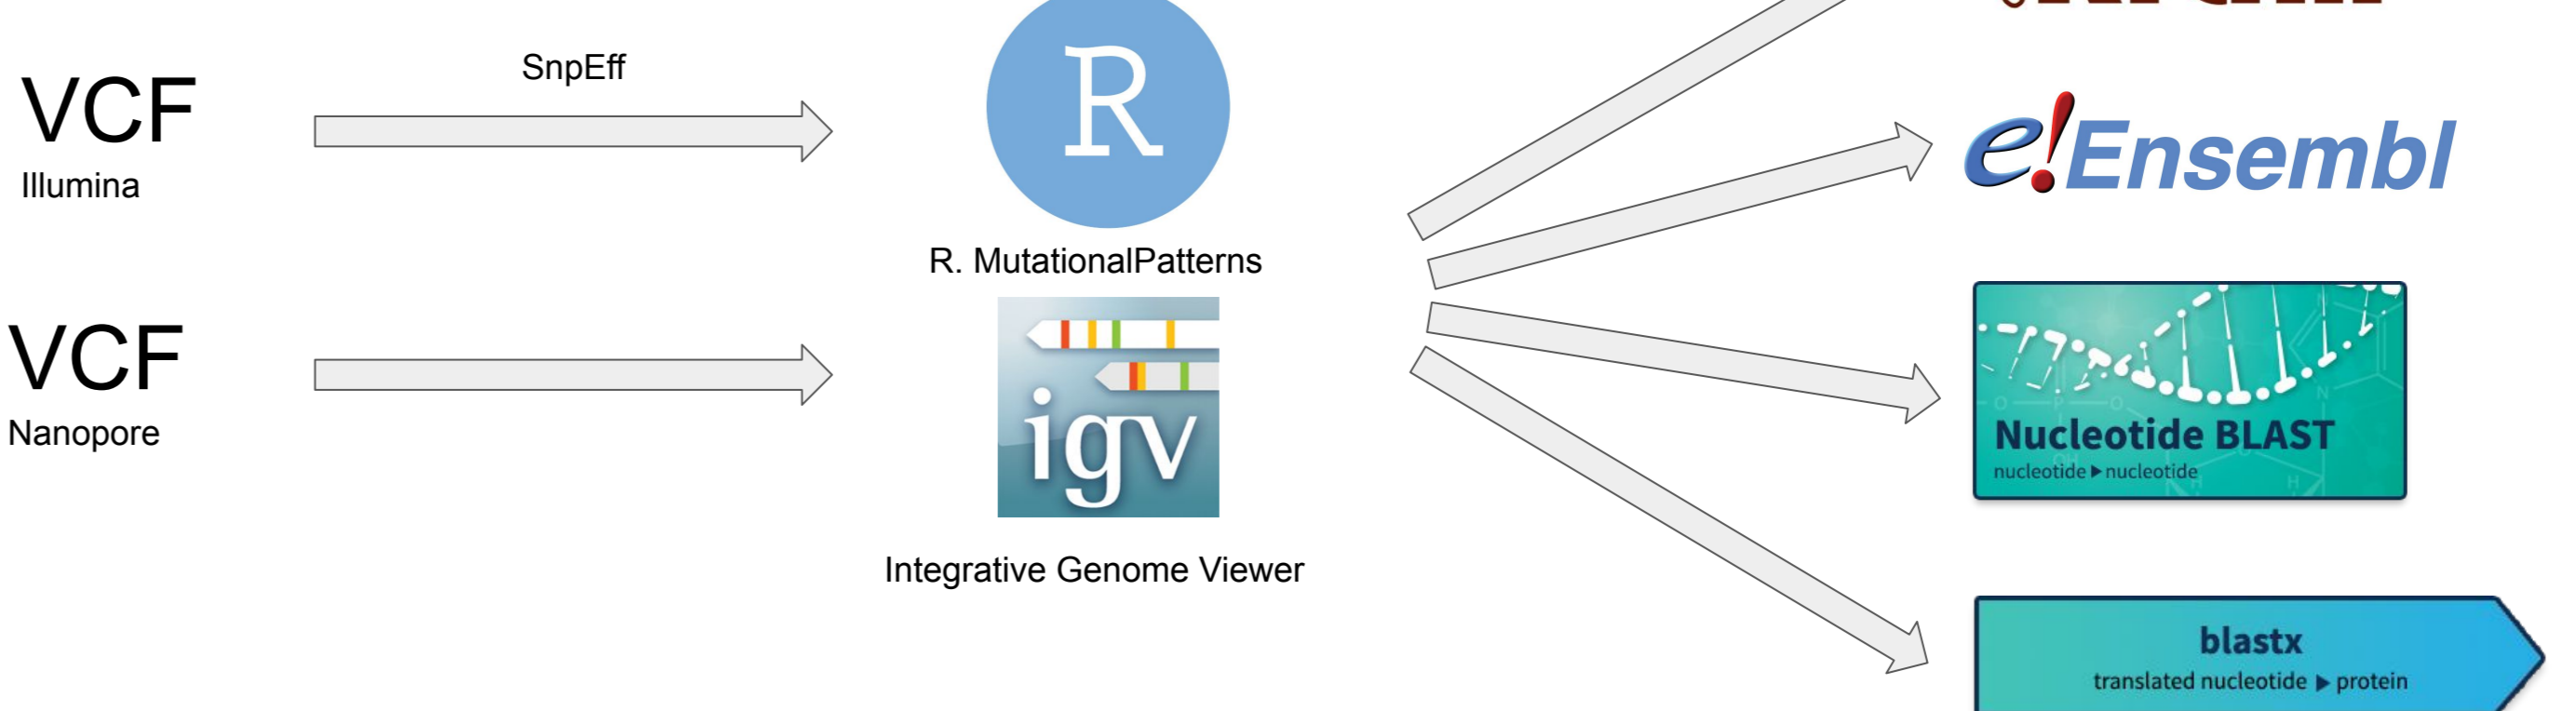 VCF
Illumina
SnpEff
R
R. MutationalPatterns
e!Ensembl
VCF
Nanopore
igv
Integrative Genome Viewer
Nucleotide BLAST
nucleotide ▶ nucleotide
blastx
translated nucleotide ▶ protein